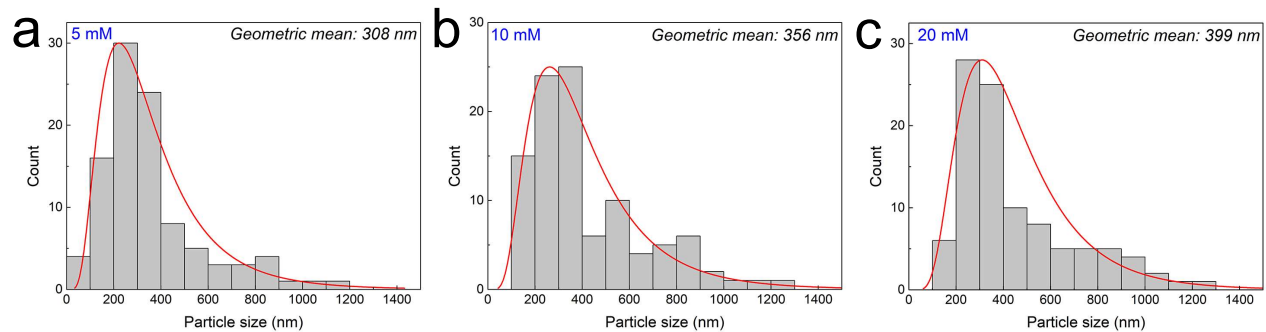 a
5 mM
Geometric mean: 308 nm
30
20
10
0
Count
0 200 400 600 800 1000 1200 1400
Particle size (nm)
b
10 mM
Geometric mean: 356 nm
30
20
10
0
Count
0 200 400 600 800 1000 1200 1400
Particle size (nm)
c
20 mM
Geometric mean: 399 nm
30
20
10
0
Count
0 200 400 600 800 1000 1200 1400
Particle size (nm)